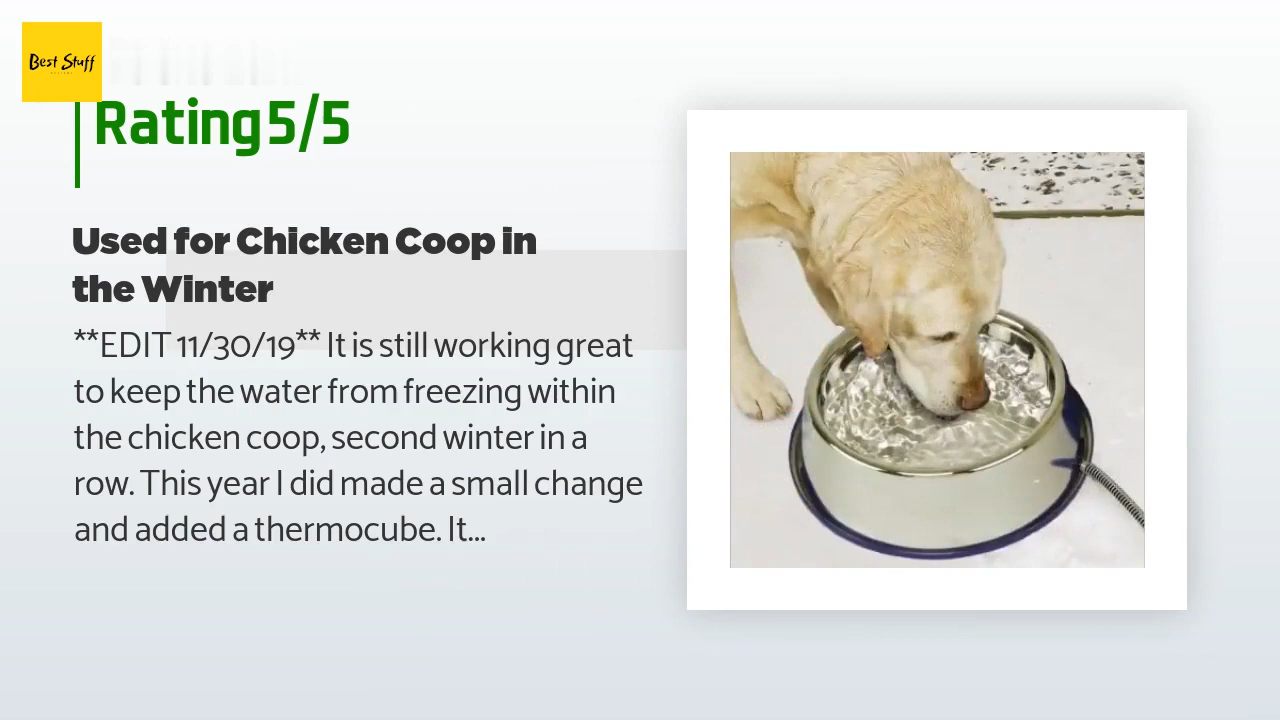 Best Stuff
Rating 5/5
Used for Chicken Coop in
the Winter
**EDIT 11/30/19** It is still working great
to keep the water from freezing within
the chicken coop, second winter in a
row. This year I did made a small change
and added a thermocube. It...